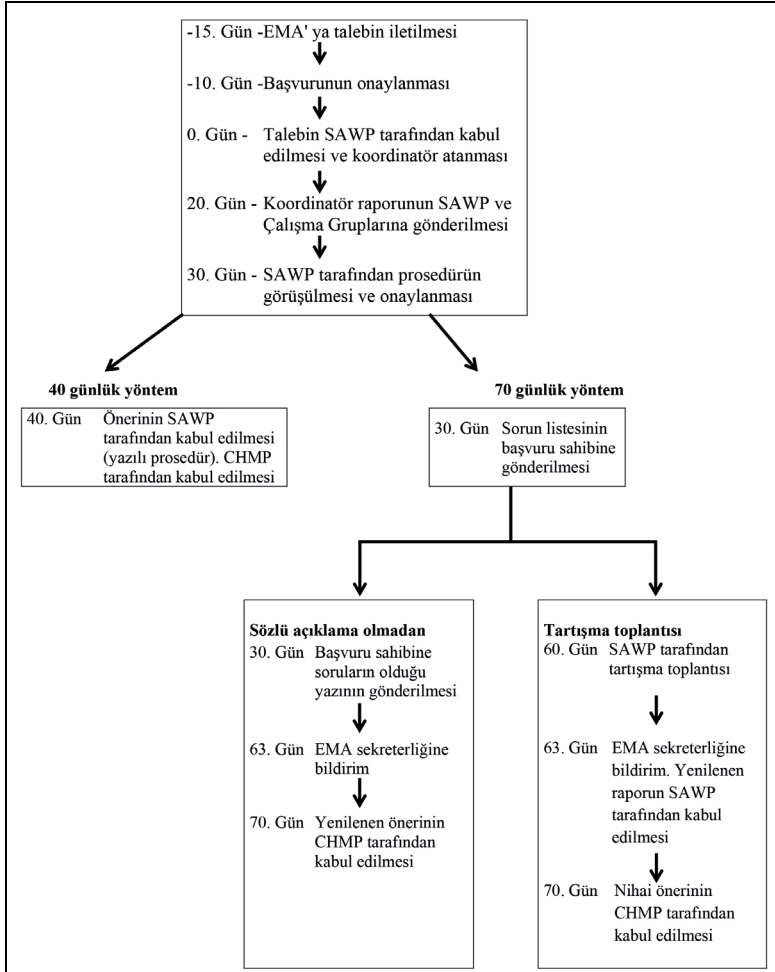 -15. Gün -EMA' ya talebin iletilmesi
-10. Gün -Başvurunun onaylanması
0. Gün - Talebin SAWP tarafından kabul
edilmesi ve koordinatör atanması
20. Gün - Koordinatör raporunun SAWP ve
Çalışma Gruplarına gönderilmesi
30. Gün - SAWP tarafından prosedürün
görüşülmesi ve onaylanması
40 günlük yöntem
40. Gün Önerinin SAWP
tarafından kabul edilmesi
(yazılı prosedür). CHMP
tarafından kabul edilmesi
70 günlük yöntem
30. Gün Sorun listesinin
başvuru sahibine
gönderilmesi
Sözlü açıklama olmadan
30. Gün Başvuru sahibine
soruların olduğu
yazının gönderilmesi
63. Gün EMA sekreterliğine
bildirim
70. Gün Yenilenen önerinin
CHMP tarafından
kabul edilmesi
Tartışma toplantısı
60. Gün SAWP tarafından
tartışma toplantısı
63. Gün EMA sekreterliğine
bildirim. Yenilenen
raporun SAWP
tarafından kabul
edilmesi
70. Gün Nihai önerinin
CHMP tarafından
kabul edilmesi